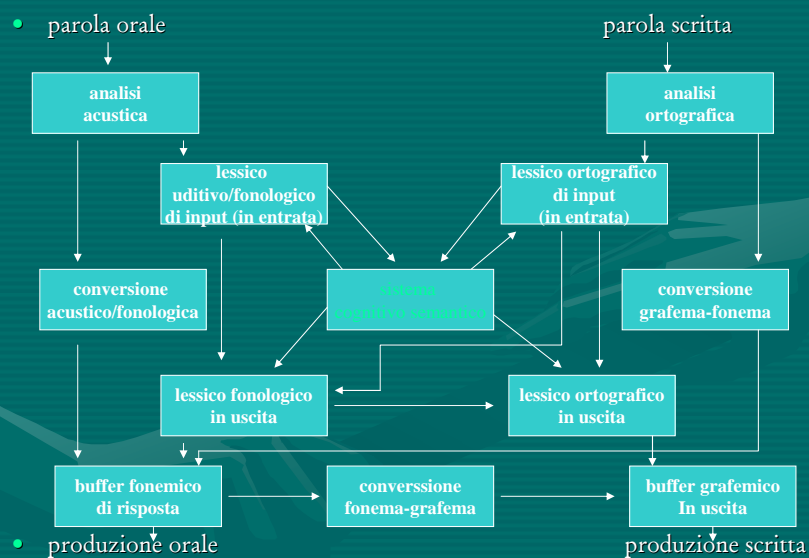 parola orale
parola scritta
analisi
acustica
analisi
ortografica
lessico
uditivo/fonologico
di input (in entrata)
lessico ortografico
di input
(in entrata)
conversione
acustico/fonologica
sistema
cognitivo semantico
conversione
grafema-fonema
lessico fonologico
in uscita
lessico ortografico
in uscita
buffer fonemico
di risposta
converssione
fonema-grafema
buffer grafemico
In uscita
produzione orale
produzione scritta